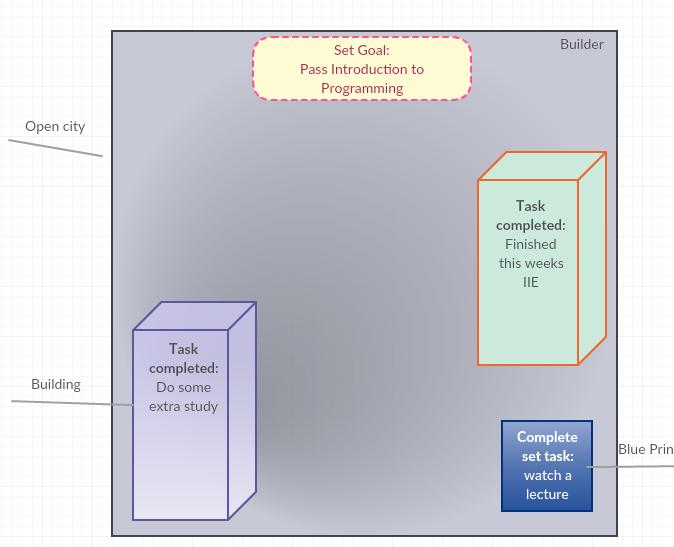 Builder
Set Goal:
Pass Introduction to
Programming
Open city
Task
completed:
Finished
this weeks
IIE
Task
completed:
Do some
extra study
Building
Complete
set task:
watch a
lecture
Blue Prin